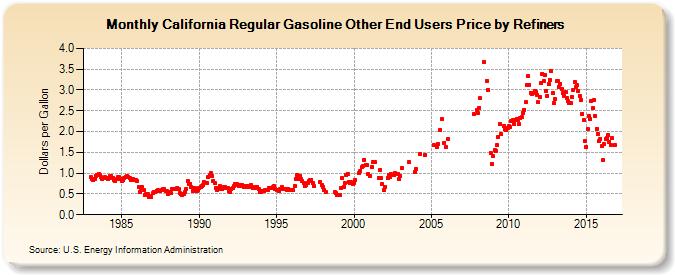 Monthly California Regular Gasoline Other End Users Price by Refiners
Dollars per Gallon
4.0
3.5
3.0
2.5
2.0
1.5
1.0
0.5
0.0
1985 1990 1995 2000 2005 2010 2015
Source: U.S. Energy Information Administration